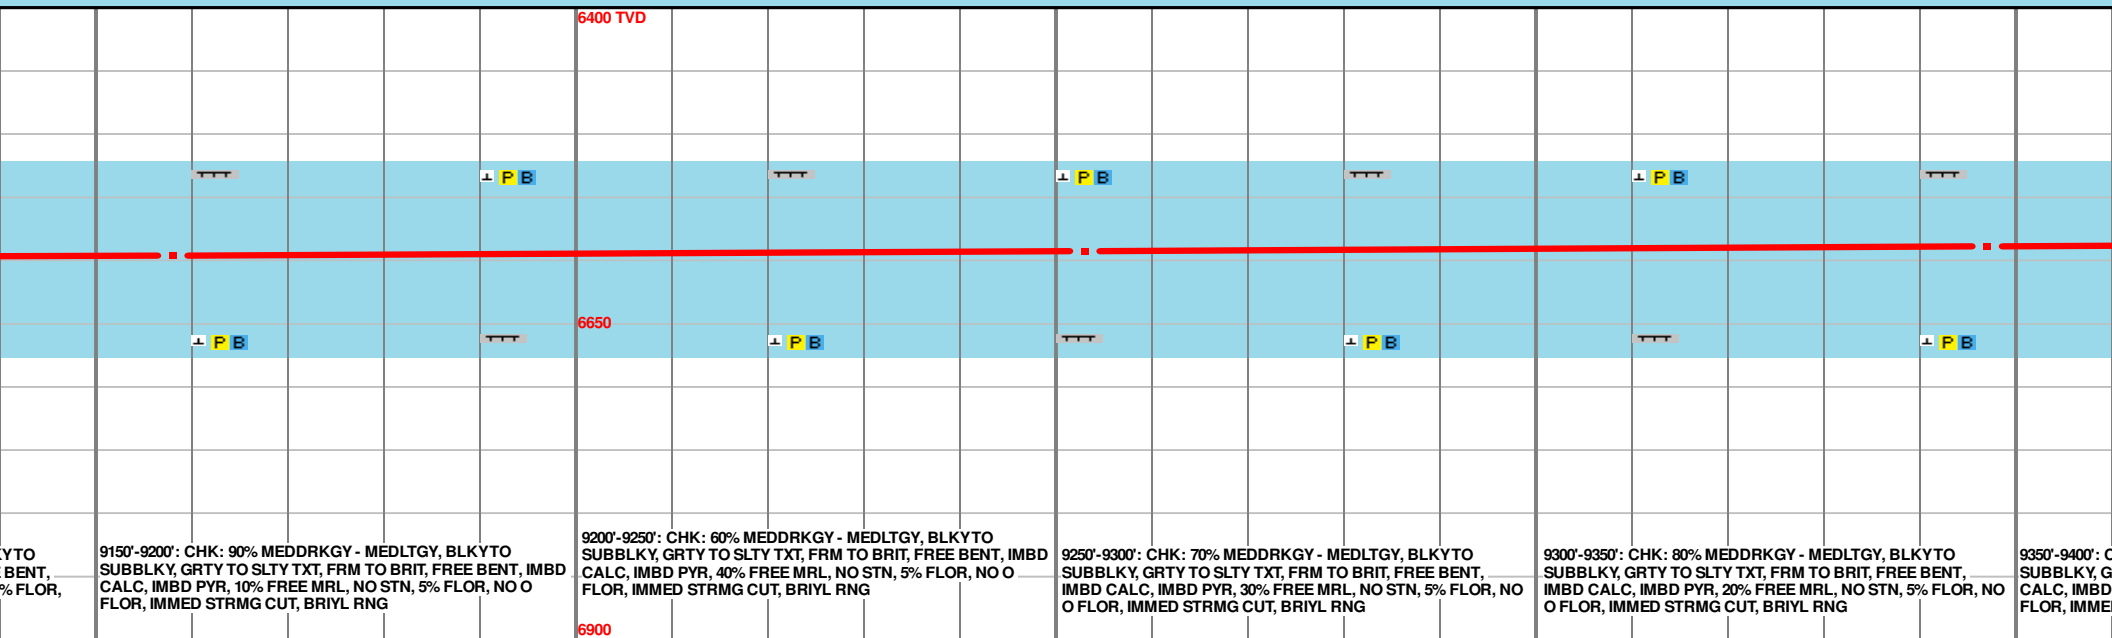 6400 TVD
P B
P B
P B
6650
P B
P B
P B
P B
YTO
BENT,
% FLOR,
9150'-9200': CHK: 90% MEDDRKGY - MEDLTGY, BLKYTO
SUBBLKY, GRTY TO SLTY TXT, FRM TO BRIT, FREE BENT, IMBD
CALC, IMBD PYR, 10% FREE MRL, NO STN, 5% FLOR, NO O
FLOR, IMMED STRMG CUT, BRIYL RNG
9200'-9250': CHK: 60% MEDDRKGY - MEDLTGY, BLKYTO
SUBBLKY, GRTY TO SLTY TXT, FRM TO BRIT, FREE BENT, IMBD
CALC, IMBD PYR, 40% FREE MRL, NO STN, 5% FLOR, NO O
FLOR, IMMED STRMG CUT, BRIYL RNG
9250'-9300': CHK: 70% MEDDRKGY - MEDLTGY, BLKYTO
SUBBLKY, GRTY TO SLTY TXT, FRM TO BRIT, FREE BENT,
IMBD CALC, IMBD PYR, 30% FREE MRL, NO STN, 5% FLOR, NO
O FLOR, IMMED STRMG CUT, BRIYL RNG
9300'-9350': CHK: 80% MEDDRKGY - MEDLTGY, BLKYTO
SUBBLKY, GRTY TO SLTY TXT, FRM TO BRIT, FREE BENT,
IMBD CALC, IMBD PYR, 20% FREE MRL, NO STN, 5% FLOR, NO
O FLOR, IMMED STRMG CUT, BRIYL RNG
9350'-9400': C
SUBBLKY, G
CALC, IMBD
FLOR, IMME
6900